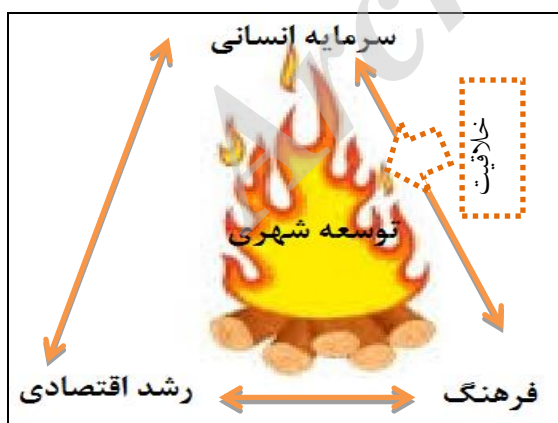 سرمایه انسانی
خلاقیت
توسعه شهری
رشد اقتصادی
فرهنگ